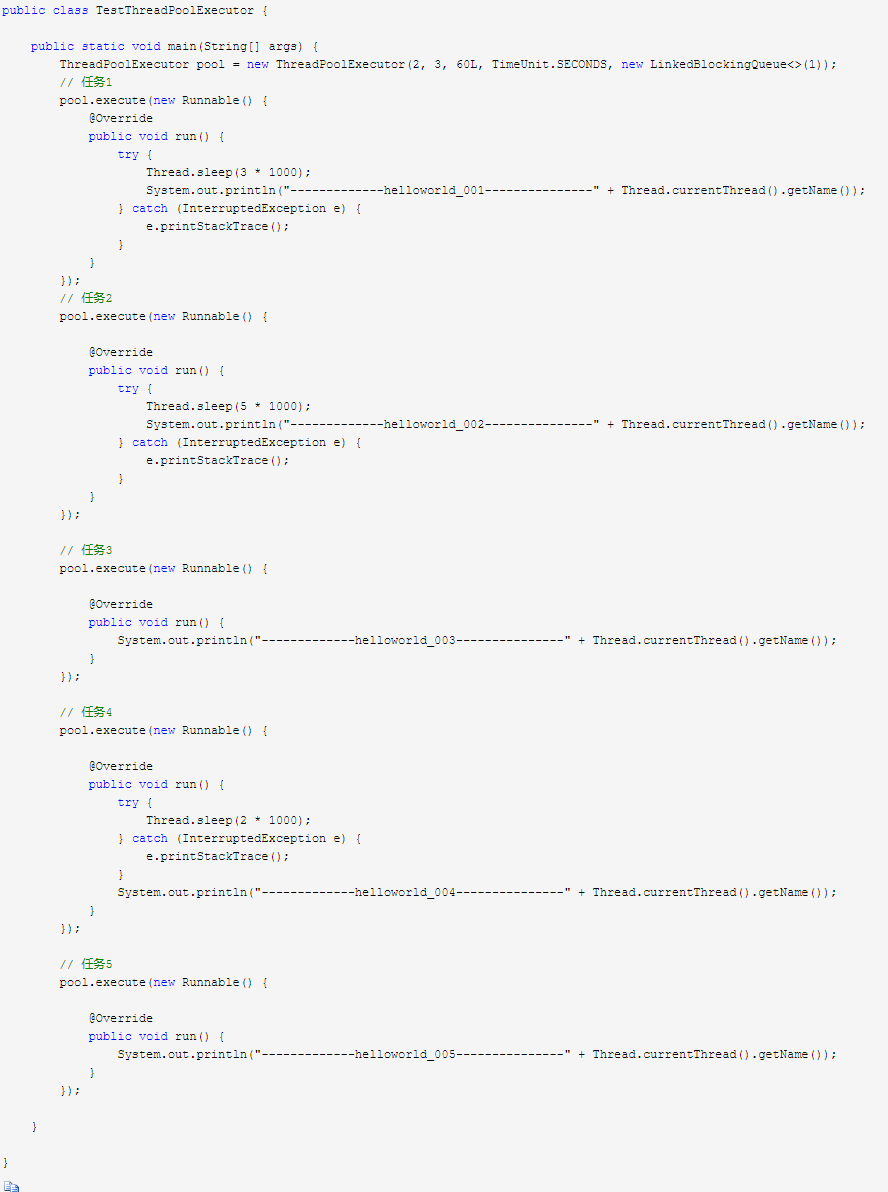 public class TestThreadPoolExecutor {
public static void main(String[] args) {
ThreadPoolExecutor pool = new ThreadPoolExecutor(2, 3, 60L, TimeUnit.SECONDS, new LinkedBlockingQueue<>(1));
// 任务1
pool.execute(new Runnable() {
@Override
public void run() {
try {
Thread.sleep(3 * 1000);
System.out.println("-------------helloworld_001---------------" + Thread.currentThread().getName());
} catch (InterruptedException e) {
e.printStackTrace();
}
}
});
// 任务2
pool.execute(new Runnable() {
@Override
public void run() {
try {
Thread.sleep(5 * 1000);
System.out.println("-------------helloworld_002---------------" + Thread.currentThread().getName());
} catch (InterruptedException e) {
e.printStackTrace();
}
}
});
// 任务3
pool.execute(new Runnable() {
@Override
public void run() {
System.out.println("-------------helloworld_003---------------" + Thread.currentThread().getName());
}
});
// 任务4
pool.execute(new Runnable() {
@Override
public void run() {
try {
Thread.sleep(2 * 1000);
} catch (InterruptedException e) {
e.printStackTrace();
}
System.out.println("-------------helloworld_004---------------" + Thread.currentThread().getName());
}
});
// 任务5
pool.execute(new Runnable() {
@Override
public void run() {
System.out.println("-------------helloworld_005---------------" + Thread.currentThread().getName());
}
});
}
}